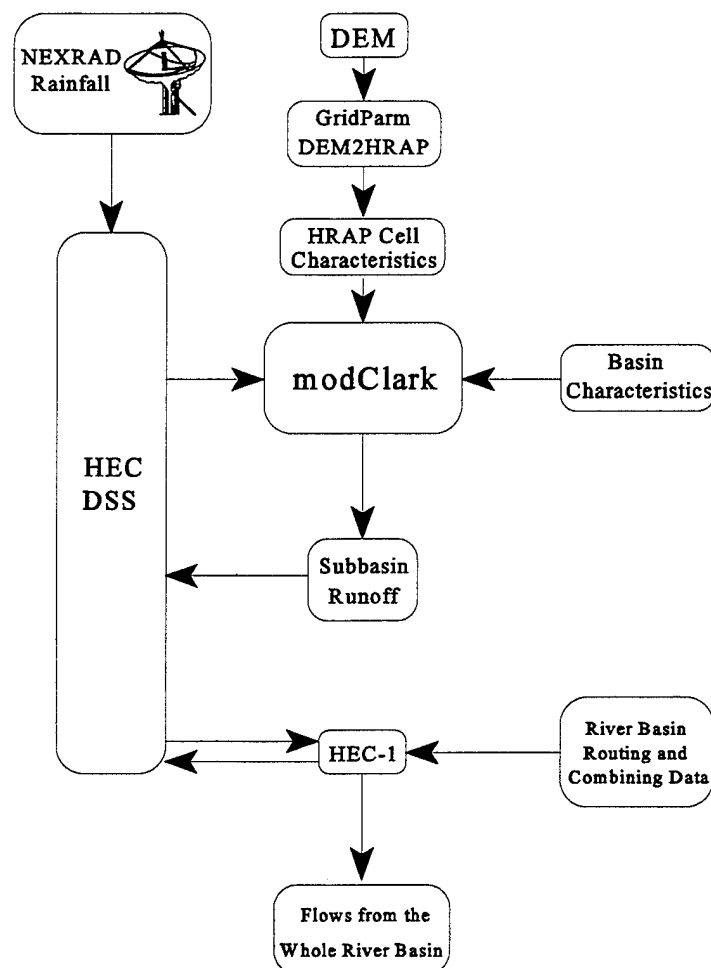 NEXRAD
Rainfall
DEM
GridParm
DEM2HRAP
HRAP Cell
Characteristics
modClark
Basin
Characteristics
HEC
DSS
Subbasin
Runoff
HEC-1
River Basin
Routing and
Combining Data
Flows from the
Whole River Basin